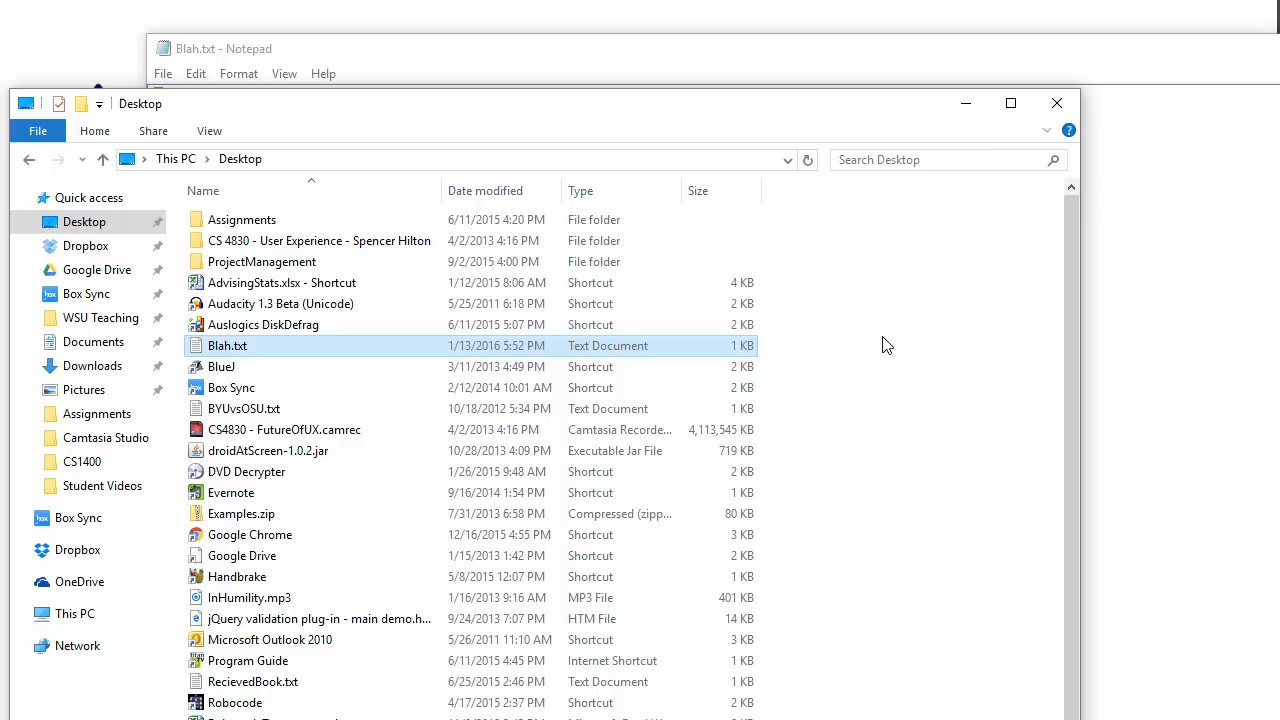 Blah.txt - Notepad
File Edit Format View Help
Desktop
File Home Share View
This PC Desktop
Search Desktop
Quick access
Desktop
Dropbox
Google Drive
Box Sync
WSU Teaching
Documents
Downloads
Pictures
Assignments
Camtasia Studio
CS1400
Student Videos
Box Sync
Dropbox
OneDrive
This PC
Network
Name Date modified Type Size
Assignments 6/11/2015 4:20 PM File folder
CS 4830 - User Experience - Spencer Hilton 4/2/2013 4:16 PM File folder
ProjectManagement 9/2/2015 4:00 PM File folder
AdvisingStats.xlsx - Shortcut 1/12/2015 8:06 AM Shortcut 4 KB
Audacity 1.3 Beta (Unicode) 5/25/2011 6:18 PM Shortcut 2 KB
Auslogics DiskDefrag 6/11/2015 5:07 PM Shortcut 2 KB
Blah.txt 1/13/2016 5:52 PM Text Document 1 KB
BlueJ 3/11/2013 4:49 PM Shortcut 2 KB
Box Sync 2/12/2014 10:01 AM Shortcut 2 KB
BYUvsOSU.txt 10/18/2012 5:34 PM Text Document 1 KB
CS4830 - FutureOfUX.camrec 4/2/2013 4:16 PM Camtasia Recorde... 4,113,545 KB
droidAtScreen-1.0.2.jar 10/28/2013 4:09 PM Executable Jar File 719 KB
DVD Decrypter 1/26/2015 9:48 AM Shortcut 2 KB
Evernote 9/16/2014 1:54 PM Shortcut 1 KB
Examples.zip 7/31/2013 6:58 PM Compressed (zipp... 80 KB
Google Chrome 12/16/2015 4:55 PM Shortcut 3 KB
Google Drive 1/15/2013 1:42 PM Shortcut 2 KB
Handbrake 5/8/2015 12:07 PM Shortcut 1 KB
InHumility.mp3 1/16/2013 9:16 AM MP3 File 401 KB
jQuery validation plug-in - main demo.h... 9/24/2013 7:07 PM HTM File 14 KB
Microsoft Outlook 2010 5/26/2011 11:10 AM Shortcut 3 KB
Program Guide 6/11/2015 4:45 PM Internet Shortcut 1 KB
RecievedBook.txt 6/25/2015 2:46 PM Text Document 1 KB
Robocode 4/17/2015 2:37 PM Shortcut 2 KB